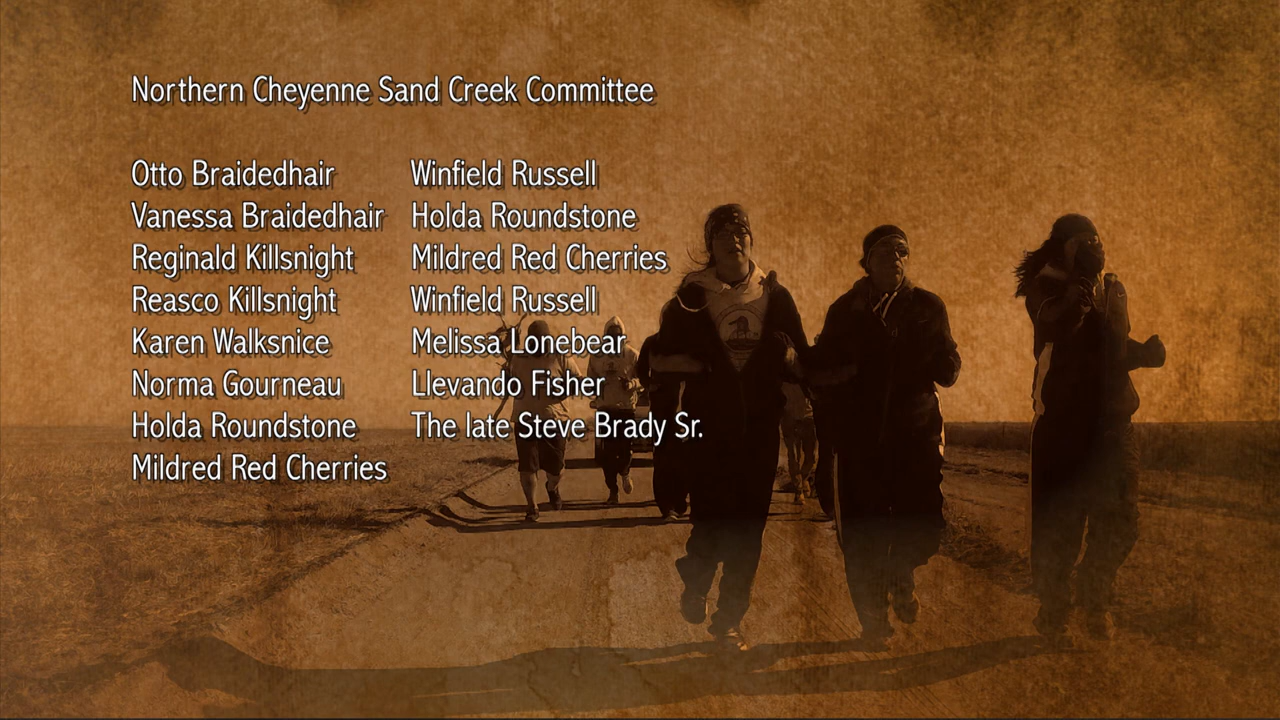 Northern Cheyenne Sand Creek Committee
Otto Braidedhair
Vanessa Braidedhair
Reginald Killsnight
Reasco Killsnight
Karen Walksnice
Norma Gourneau
Holda Roundstone
Mildred Red Cherries
Winfield Russell
Holda Roundstone
Mildred Red Cherries
Winfield Russell
Melissa Lonebear
Llevando Fisher
The late Steve Brady Sr.